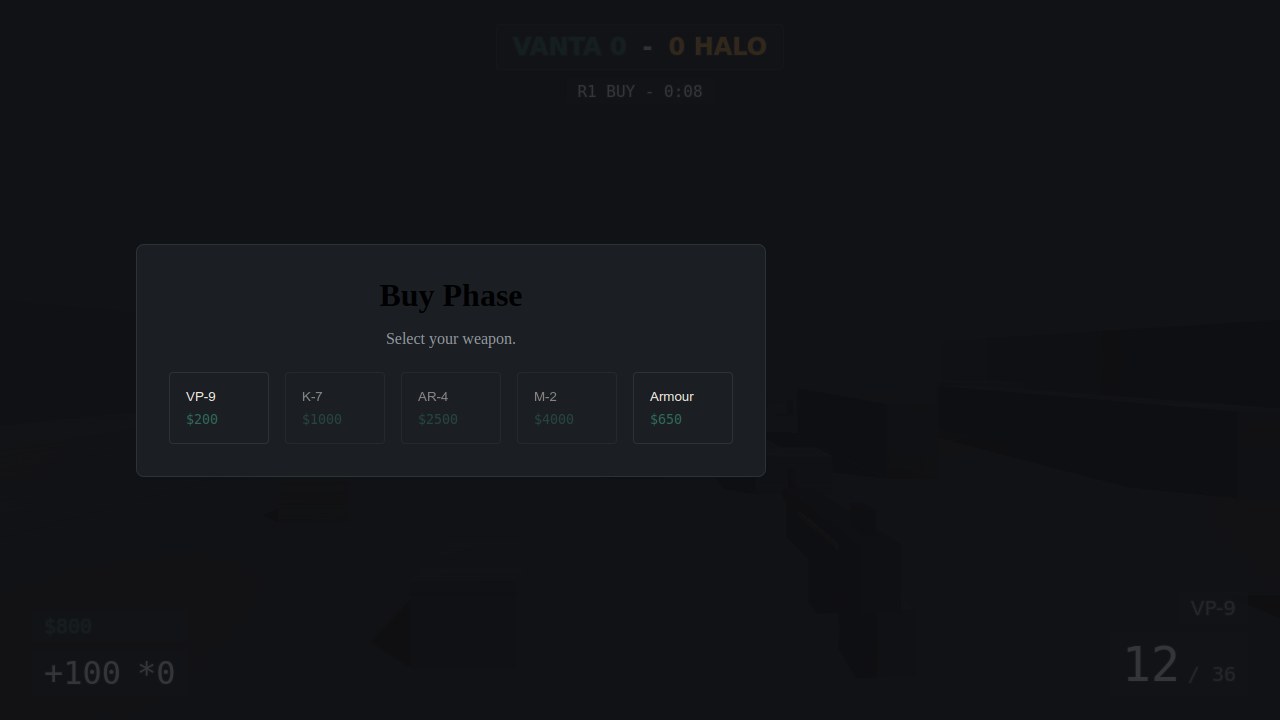 VANTA 0 - 0 HALO
R1 BUY - 0:08
Buy Phase
Select your weapon.
VP-9 K-7 AR-4 M-2 Armour
$200 $1000 $2500 $4000 $650
$800
+100 *0
VP-9
12 / 36